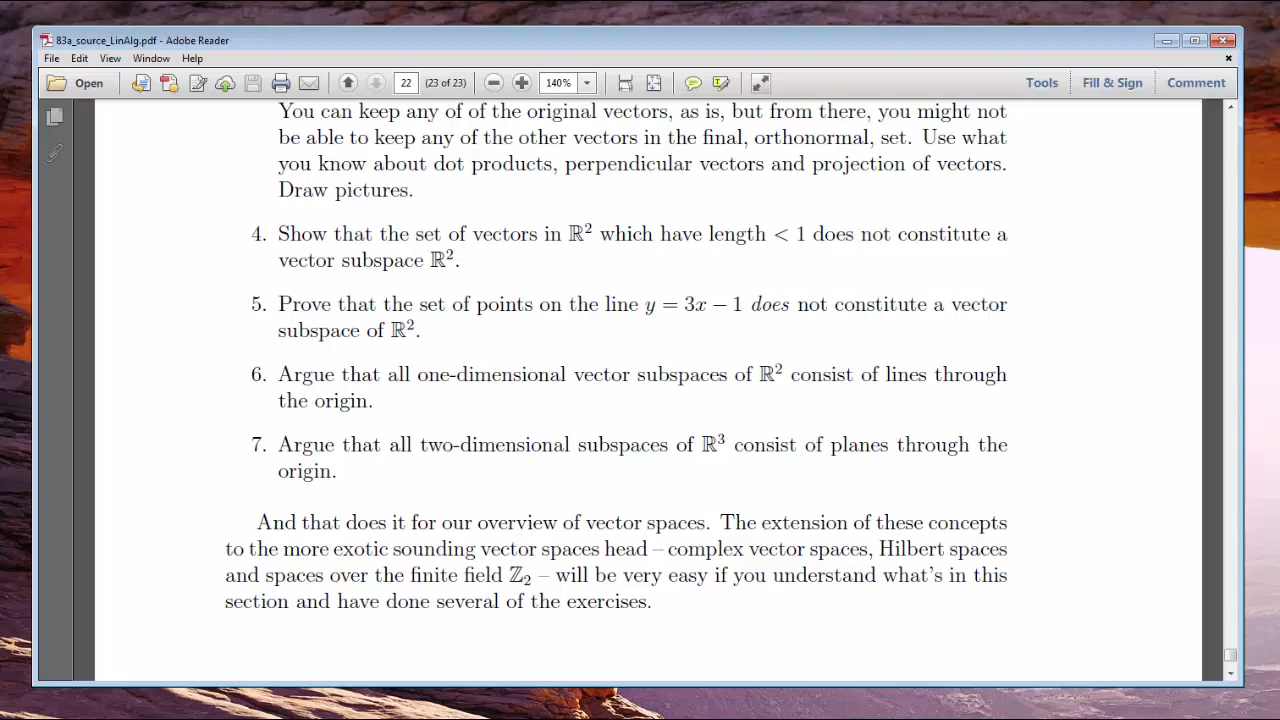 83a_source_LinAlg.pdf - Adobe Reader
File Edit View Window Help
Open 22 (23 of 23) 140% Tools Fill & Sign Comment
You can keep any of of the original vectors, as is, but from there, you might not
be able to keep any of the other vectors in the final, orthonormal, set. Use what
you know about dot products, perpendicular vectors and projection of vectors.
Draw pictures.
4. Show that the set of vectors in ℝ² which have length < 1 does not constitute a
vector subspace ℝ².
5. Prove that the set of points on the line y = 3x − 1 does not constitute a vector
subspace of ℝ².
6. Argue that all one-dimensional vector subspaces of ℝ² consist of lines through
the origin.
7. Argue that all two-dimensional subspaces of ℝ³ consist of planes through the
origin.
And that does it for our overview of vector spaces. The extension of these concepts
to the more exotic sounding vector spaces head – complex vector spaces, Hilbert spaces
and spaces over the finite field ℤ₂ – will be very easy if you understand what's in this
section and have done several of the exercises.